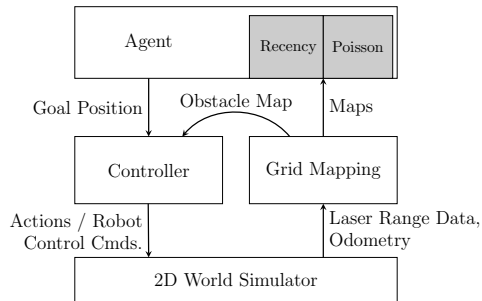 Agent
Recency
Poisson
Goal Position
Obstacle Map
Maps
Controller
Grid Mapping
Actions / Robot
Control Cmds.
Laser Range Data,
Odometry
2D World Simulator